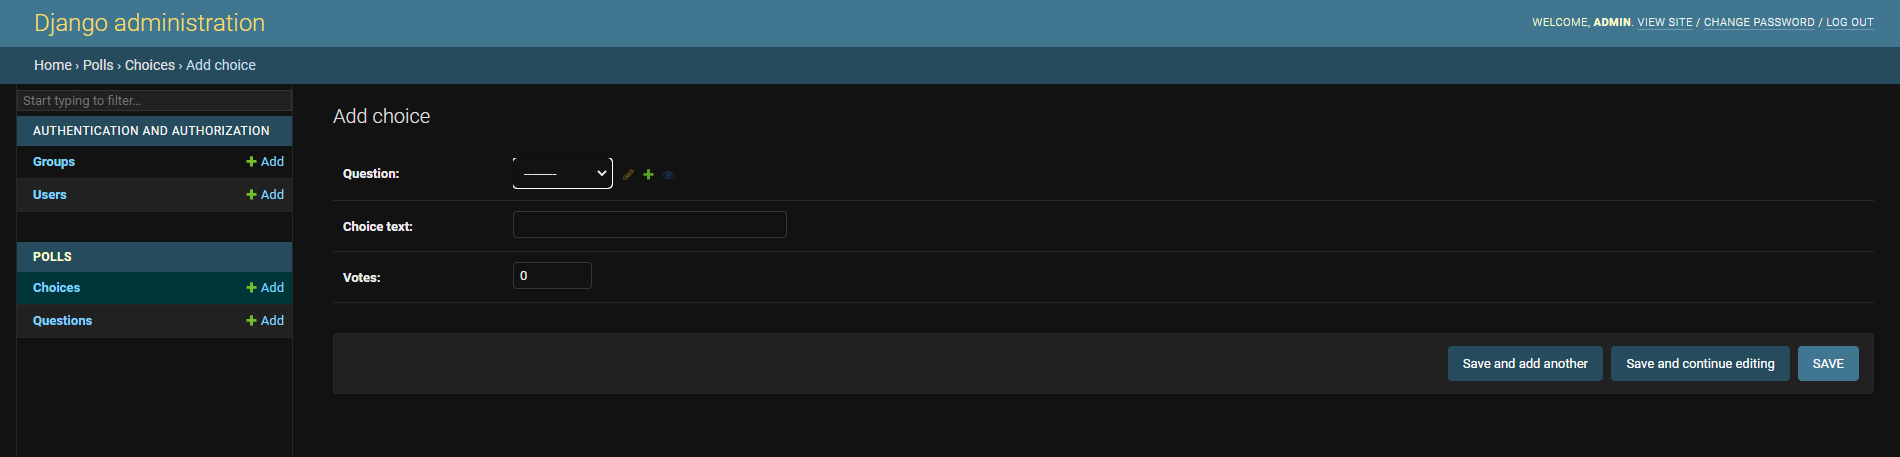 Django administration
WELCOME, ADMIN. VIEW SITE / CHANGE PASSWORD / LOG OUT
Home › Polls › Choices › Add choice
Start typing to filter...
AUTHENTICATION AND AUTHORIZATION
Groups + Add
Users + Add
POLLS
Choices + Add
Questions + Add
Add choice
Question: ---------
Choice text:
Votes: 0
Save and add another Save and continue editing SAVE